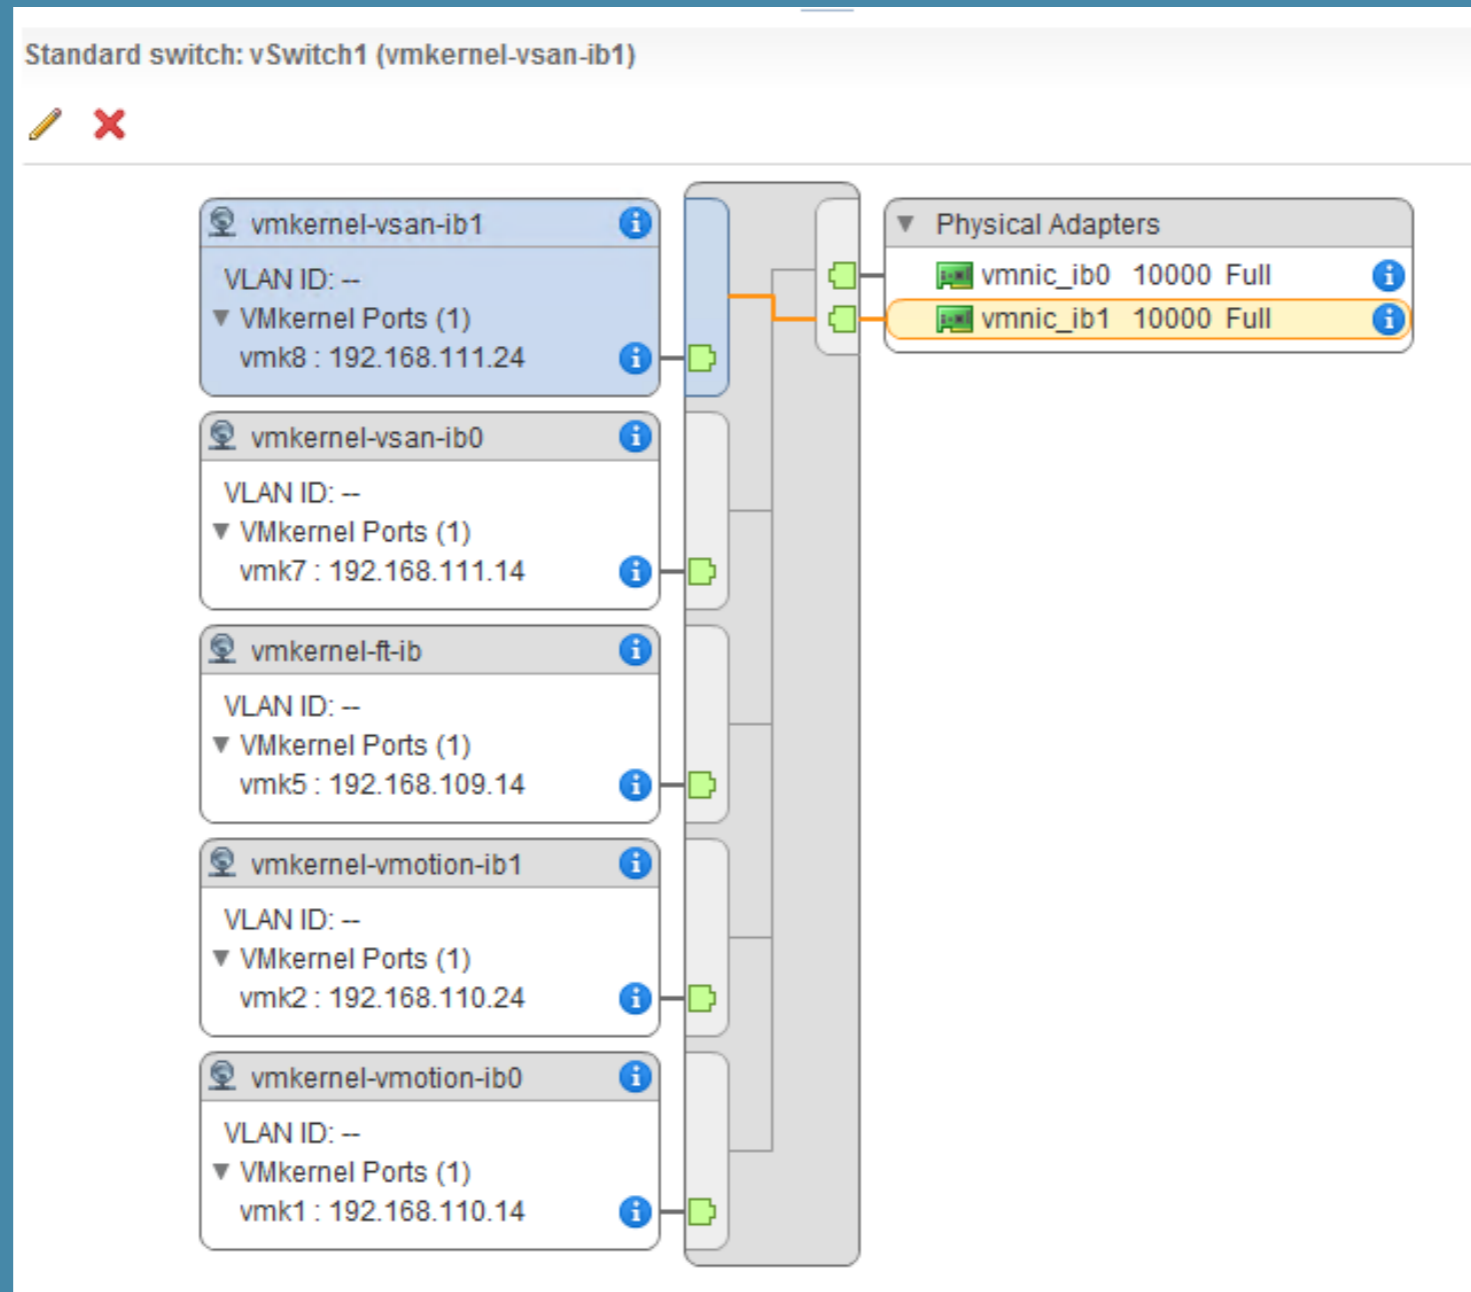 Standard switch: vSwitch1 (vmkernel-vsan-ib1)
vmkernel-vsan-ib1
VLAN ID: --
VMkernel Ports (1)
vmk8 : 192.168.111.24
vmkernel-vsan-ib0
VLAN ID: --
VMkernel Ports (1)
vmk7 : 192.168.111.14
vmkernel-ft-ib
VLAN ID: --
VMkernel Ports (1)
vmk5 : 192.168.109.14
vmkernel-vmotion-ib1
VLAN ID: --
VMkernel Ports (1)
vmk2 : 192.168.110.24
vmkernel-vmotion-ib0
VLAN ID: --
VMkernel Ports (1)
vmk1 : 192.168.110.14
Physical Adapters
vmnic_ib0 10000 Full
vmnic_ib1 10000 Full